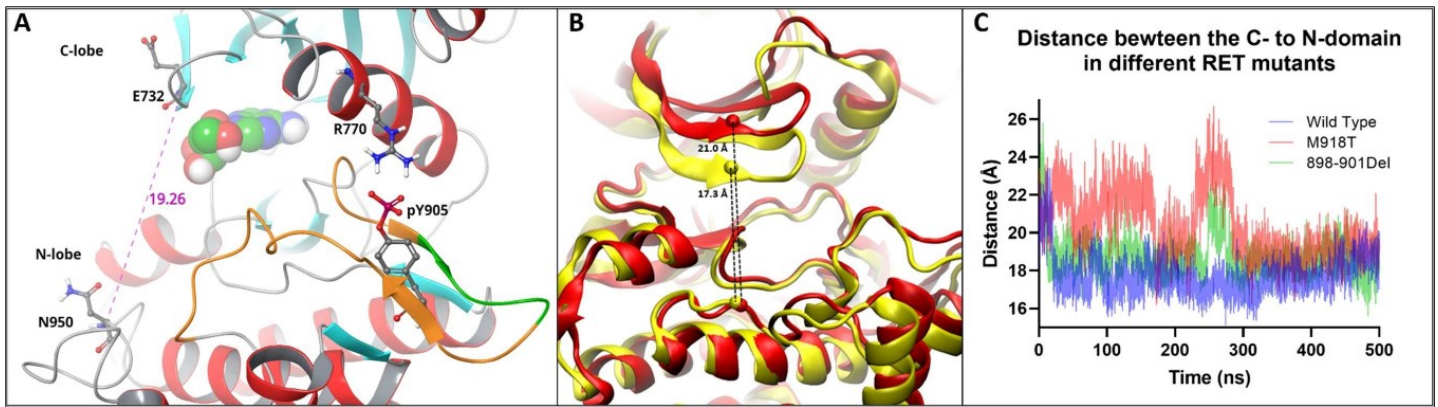 A
C-lobe
E732
R770
19.26
pY905
N-lobe
N950
B
21.0 Å
17.3 Å
C
Distance bewteen the C- to N-domain
in different RET mutants
Distance (Å)
26
24
22
20
18
16
Wild Type
M918T
898-901Del
0 100 200 300 400 500
Time (ns)